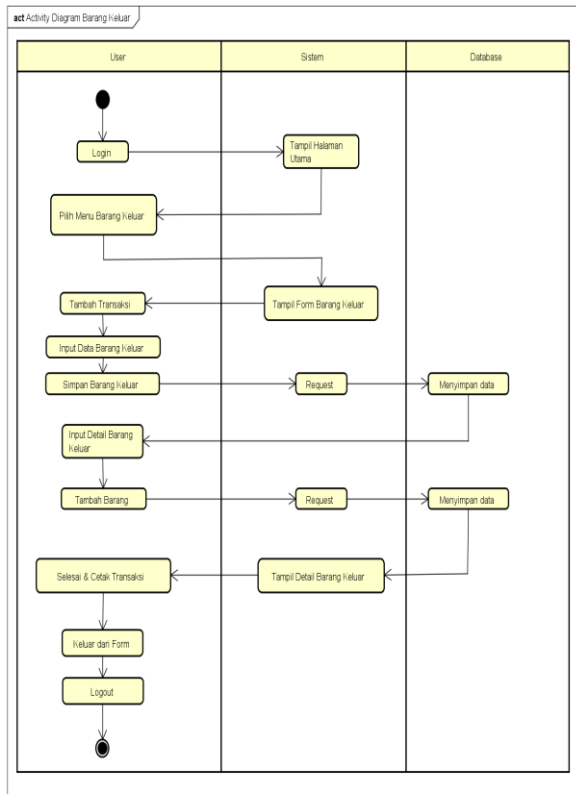 act Activity Diagram Barang Keluar
User
Sistem
Database
Login
Tampil Halaman
Utama
Pilih Menu Barang Keluar
Tampil Form Barang Keluar
Tambah Transaksi
Input Data Barang Keluar
Simpan Barang Keluar
Request
Menyimpan data
Input Detail Barang
Keluar
Tambah Barang
Request
Menyimpan data
Tampil Detail Barang Keluar
Selesai & Cetak Transaksi
Keluar dari Form
Logout